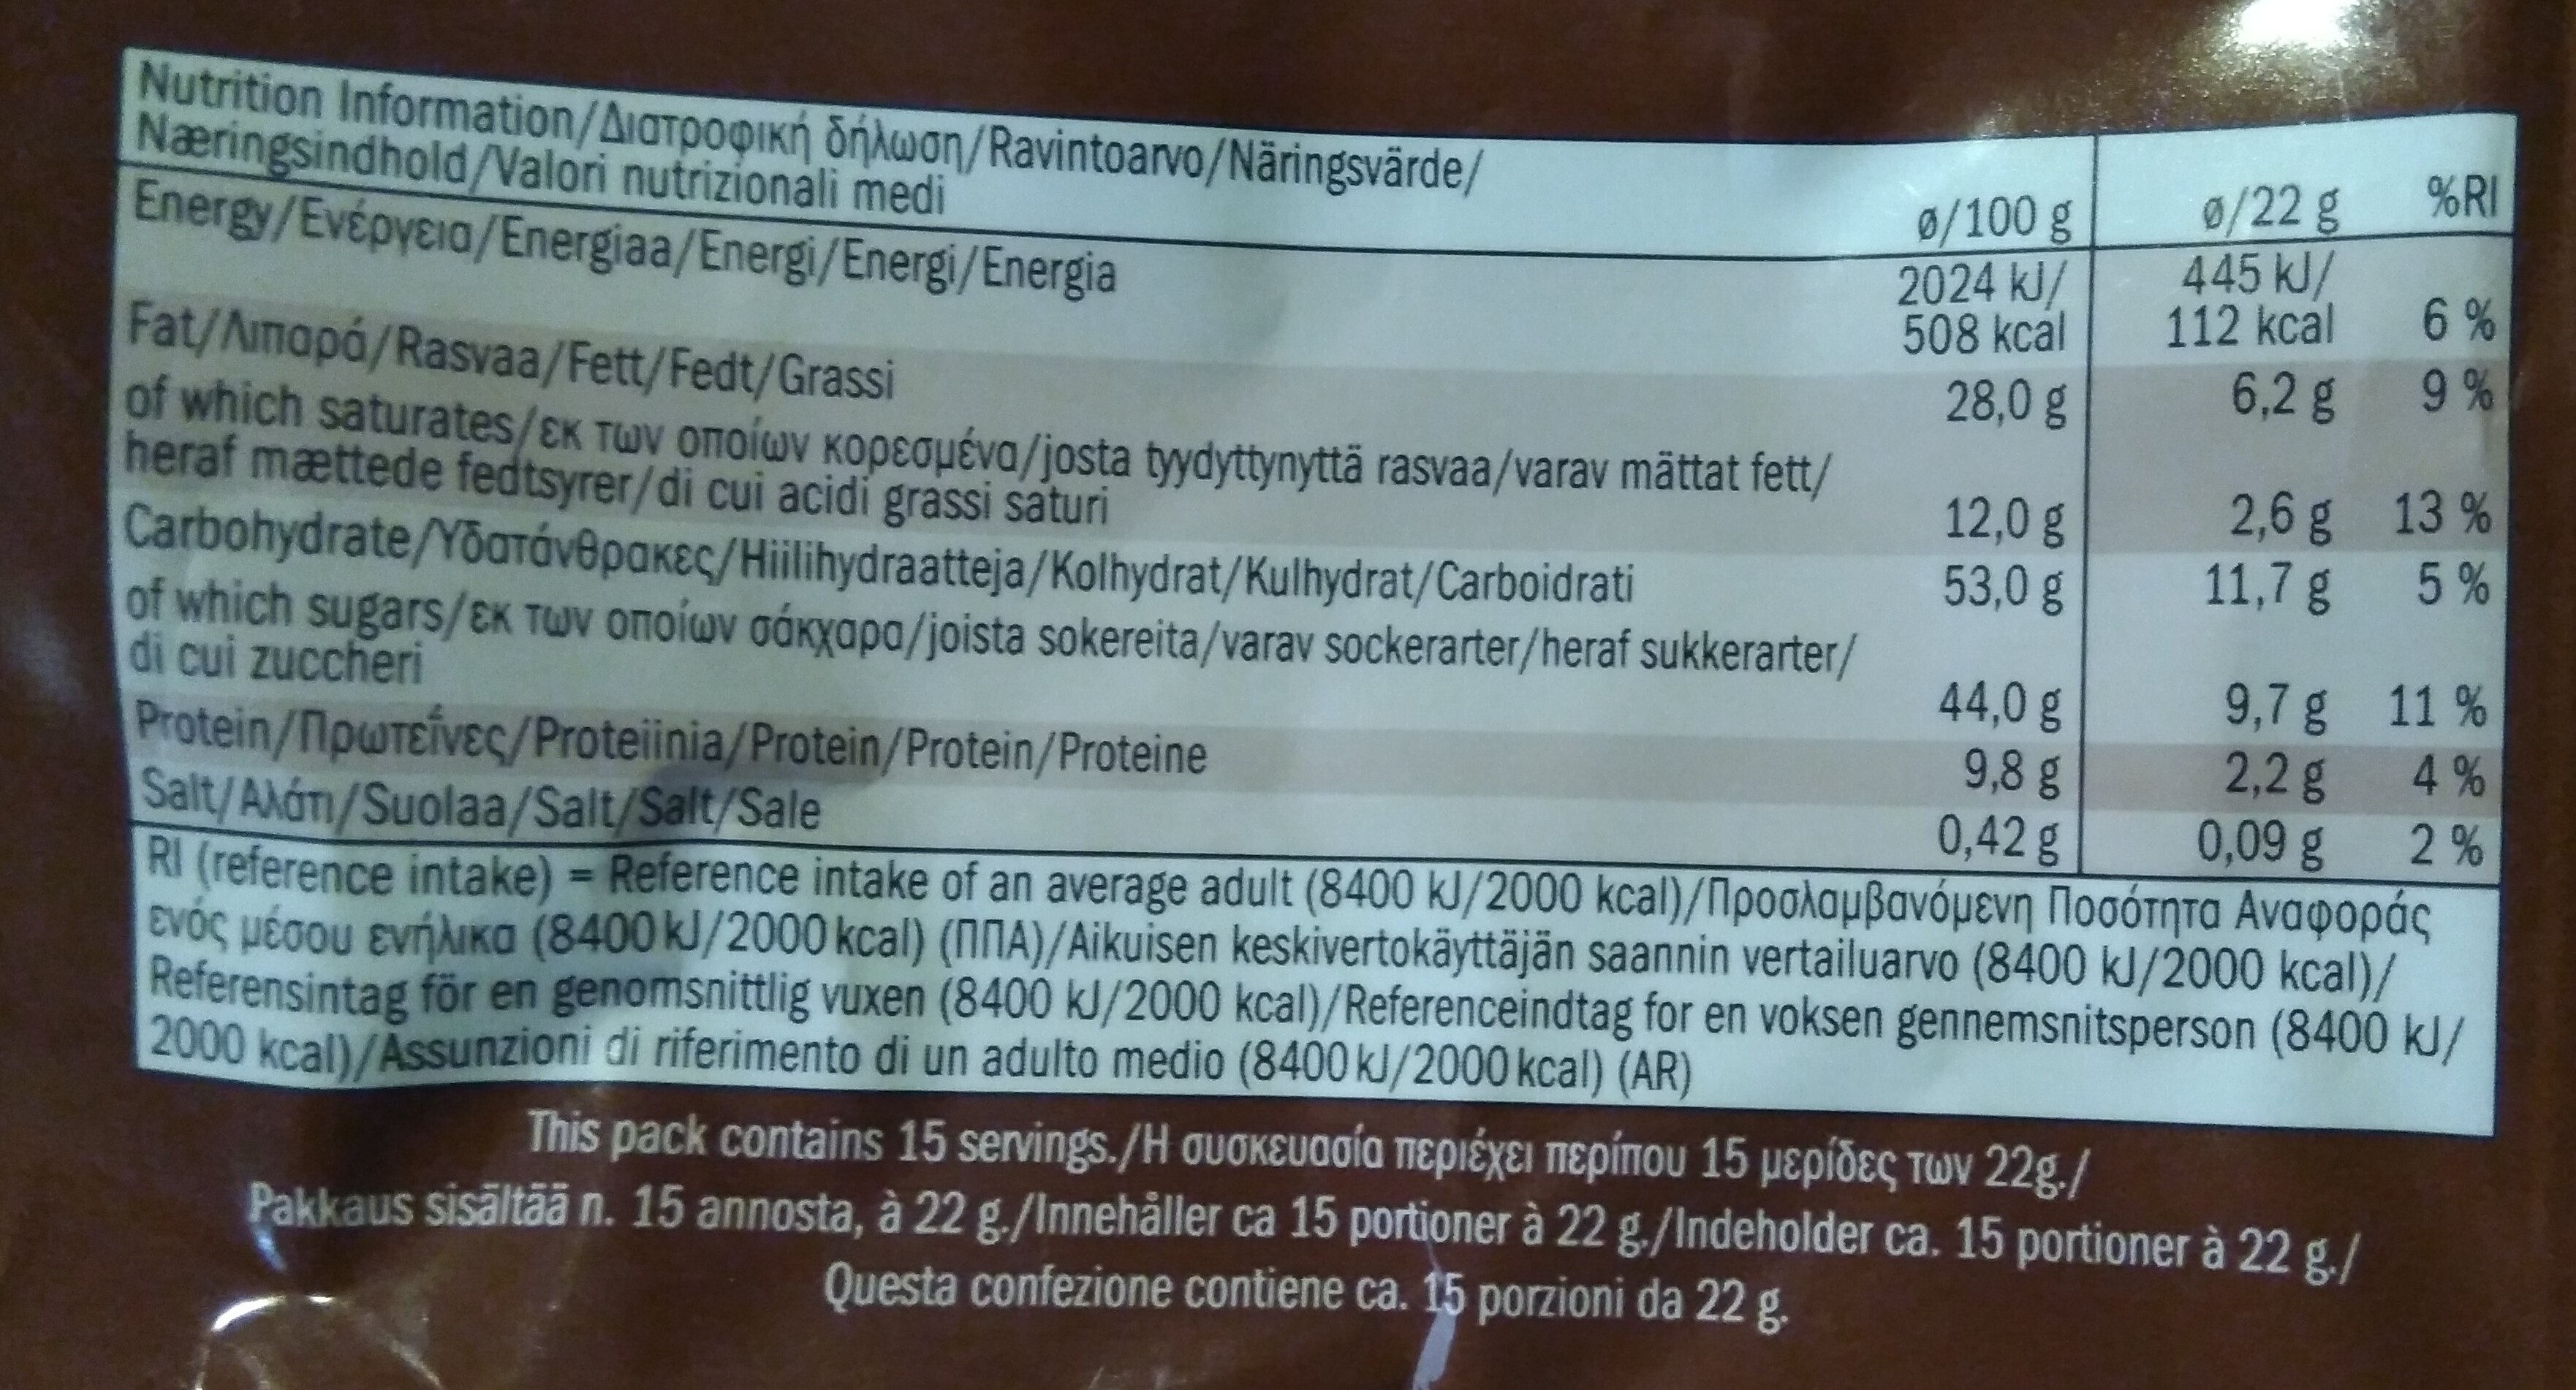 Nutrition Information/Διατροφική δήλωση/Ravintoarvo/Näringsvärde/
Næringsindhold/Valori nutrizionali medi ø/100 g ø/22 g %RI
Energy/Ενέργεια/Energiaa/Energi/Energi/Energia 2024 kJ/ 445 kJ/
508 kcal 112 kcal 6 %
Fat/Λιπαρά/Rasvaa/Fett/Fedt/Grassi 28,0 g 6,2 g 9 %
of which saturates/εκ των οποίων κορεσμένα/josta tyydyttynyttä rasvaa/varav mättat fett/
heraf mættede fedtsyrer/di cui acidi grassi saturi 12,0 g 2,6 g 13 %
Carbohydrate/Υδατάνθρακες/Hiilihydraatteja/Kolhydrat/Kulhydrat/Carboidrati 53,0 g 11,7 g 5 %
of which sugars/εκ των οποίων σάκχαρα/joista sokereita/varav sockerarter/heraf sukkerarter/
di cui zuccheri 44,0 g 9,7 g 11 %
Protein/Πρωτεΐνες/Proteiinia/Protein/Protein/Proteine 9,8 g 2,2 g 4 %
Salt/Αλάτι/Suolaa/Salt/Salt/Sale 0,42 g 0,09 g 2 %
RI (reference intake) = Reference intake of an average adult (8400 kJ/2000 kcal)/Προσλαμβανόμενη Ποσότητα Αναφοράς
ενός μέσου ενήλικα (8400 kJ/2000 kcal) (ΠΠΑ)/Aikuisen keskivertokäyttäjän saannin vertailuarvo (8400 kJ/2000 kcal)/
Referensintag för en genomsnittlig vuxen (8400 kJ/2000 kcal)/Referenceindtag for en voksen gennemsnitsperson (8400 kJ/
2000 kcal)/Assunzioni di riferimento di un adulto medio (8400 kJ/2000 kcal) (AR)
This pack contains 15 servings./Η συσκευασία περιέχει περίπου 15 μερίδες των 22g./
Pakkaus sisältää n. 15 annosta, à 22 g./Innehåller ca 15 portioner à 22 g./Indeholder ca. 15 portioner à 22 g./
Questa confezione contiene ca. 15 porzioni da 22 g.